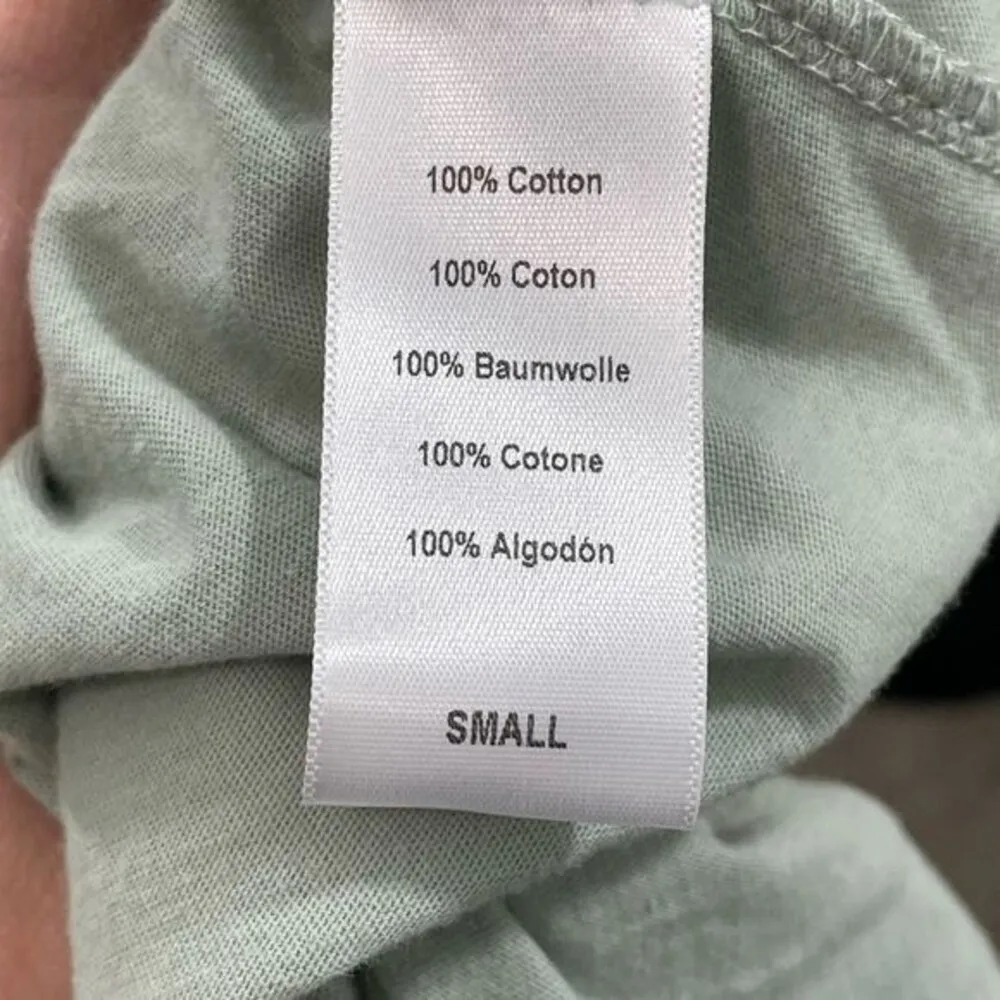 100% Cotton
100% Coton
100% Baumwolle
100% Cotone
100% Algodón
SMALL